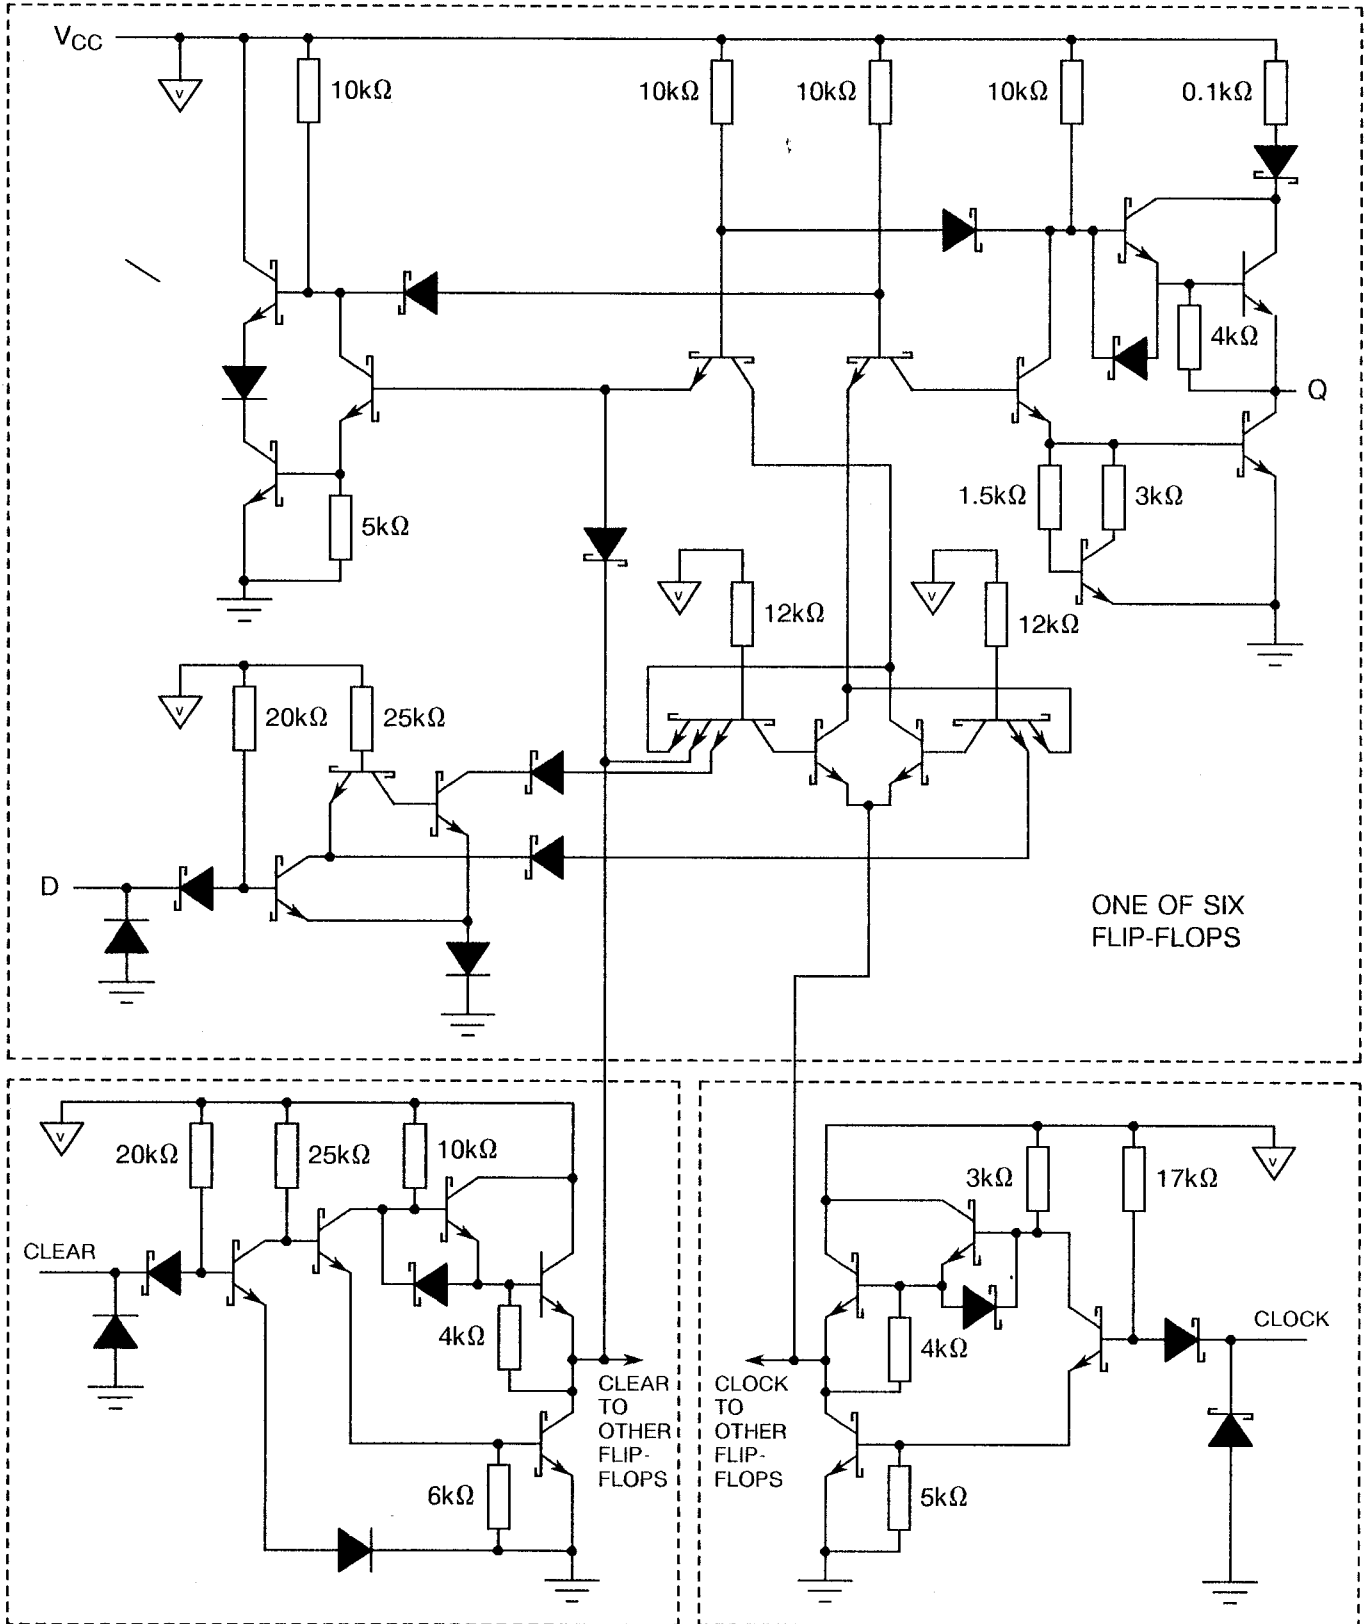 VCC
10kΩ
10kΩ
10kΩ
10kΩ
0.1kΩ
4kΩ
Q
1.5kΩ
3kΩ
5kΩ
V
V
V
12kΩ
12kΩ
V
20kΩ
25kΩ
D
ONE OF SIX
FLIP-FLOPS
V
20kΩ
25kΩ
10kΩ
CLEAR
4kΩ
6kΩ
CLEAR
TO
OTHER
FLIP-
FLOPS
V
3kΩ
17kΩ
CLOCK
4kΩ
5kΩ
CLOCK
TO
OTHER
FLIP-
FLOPS